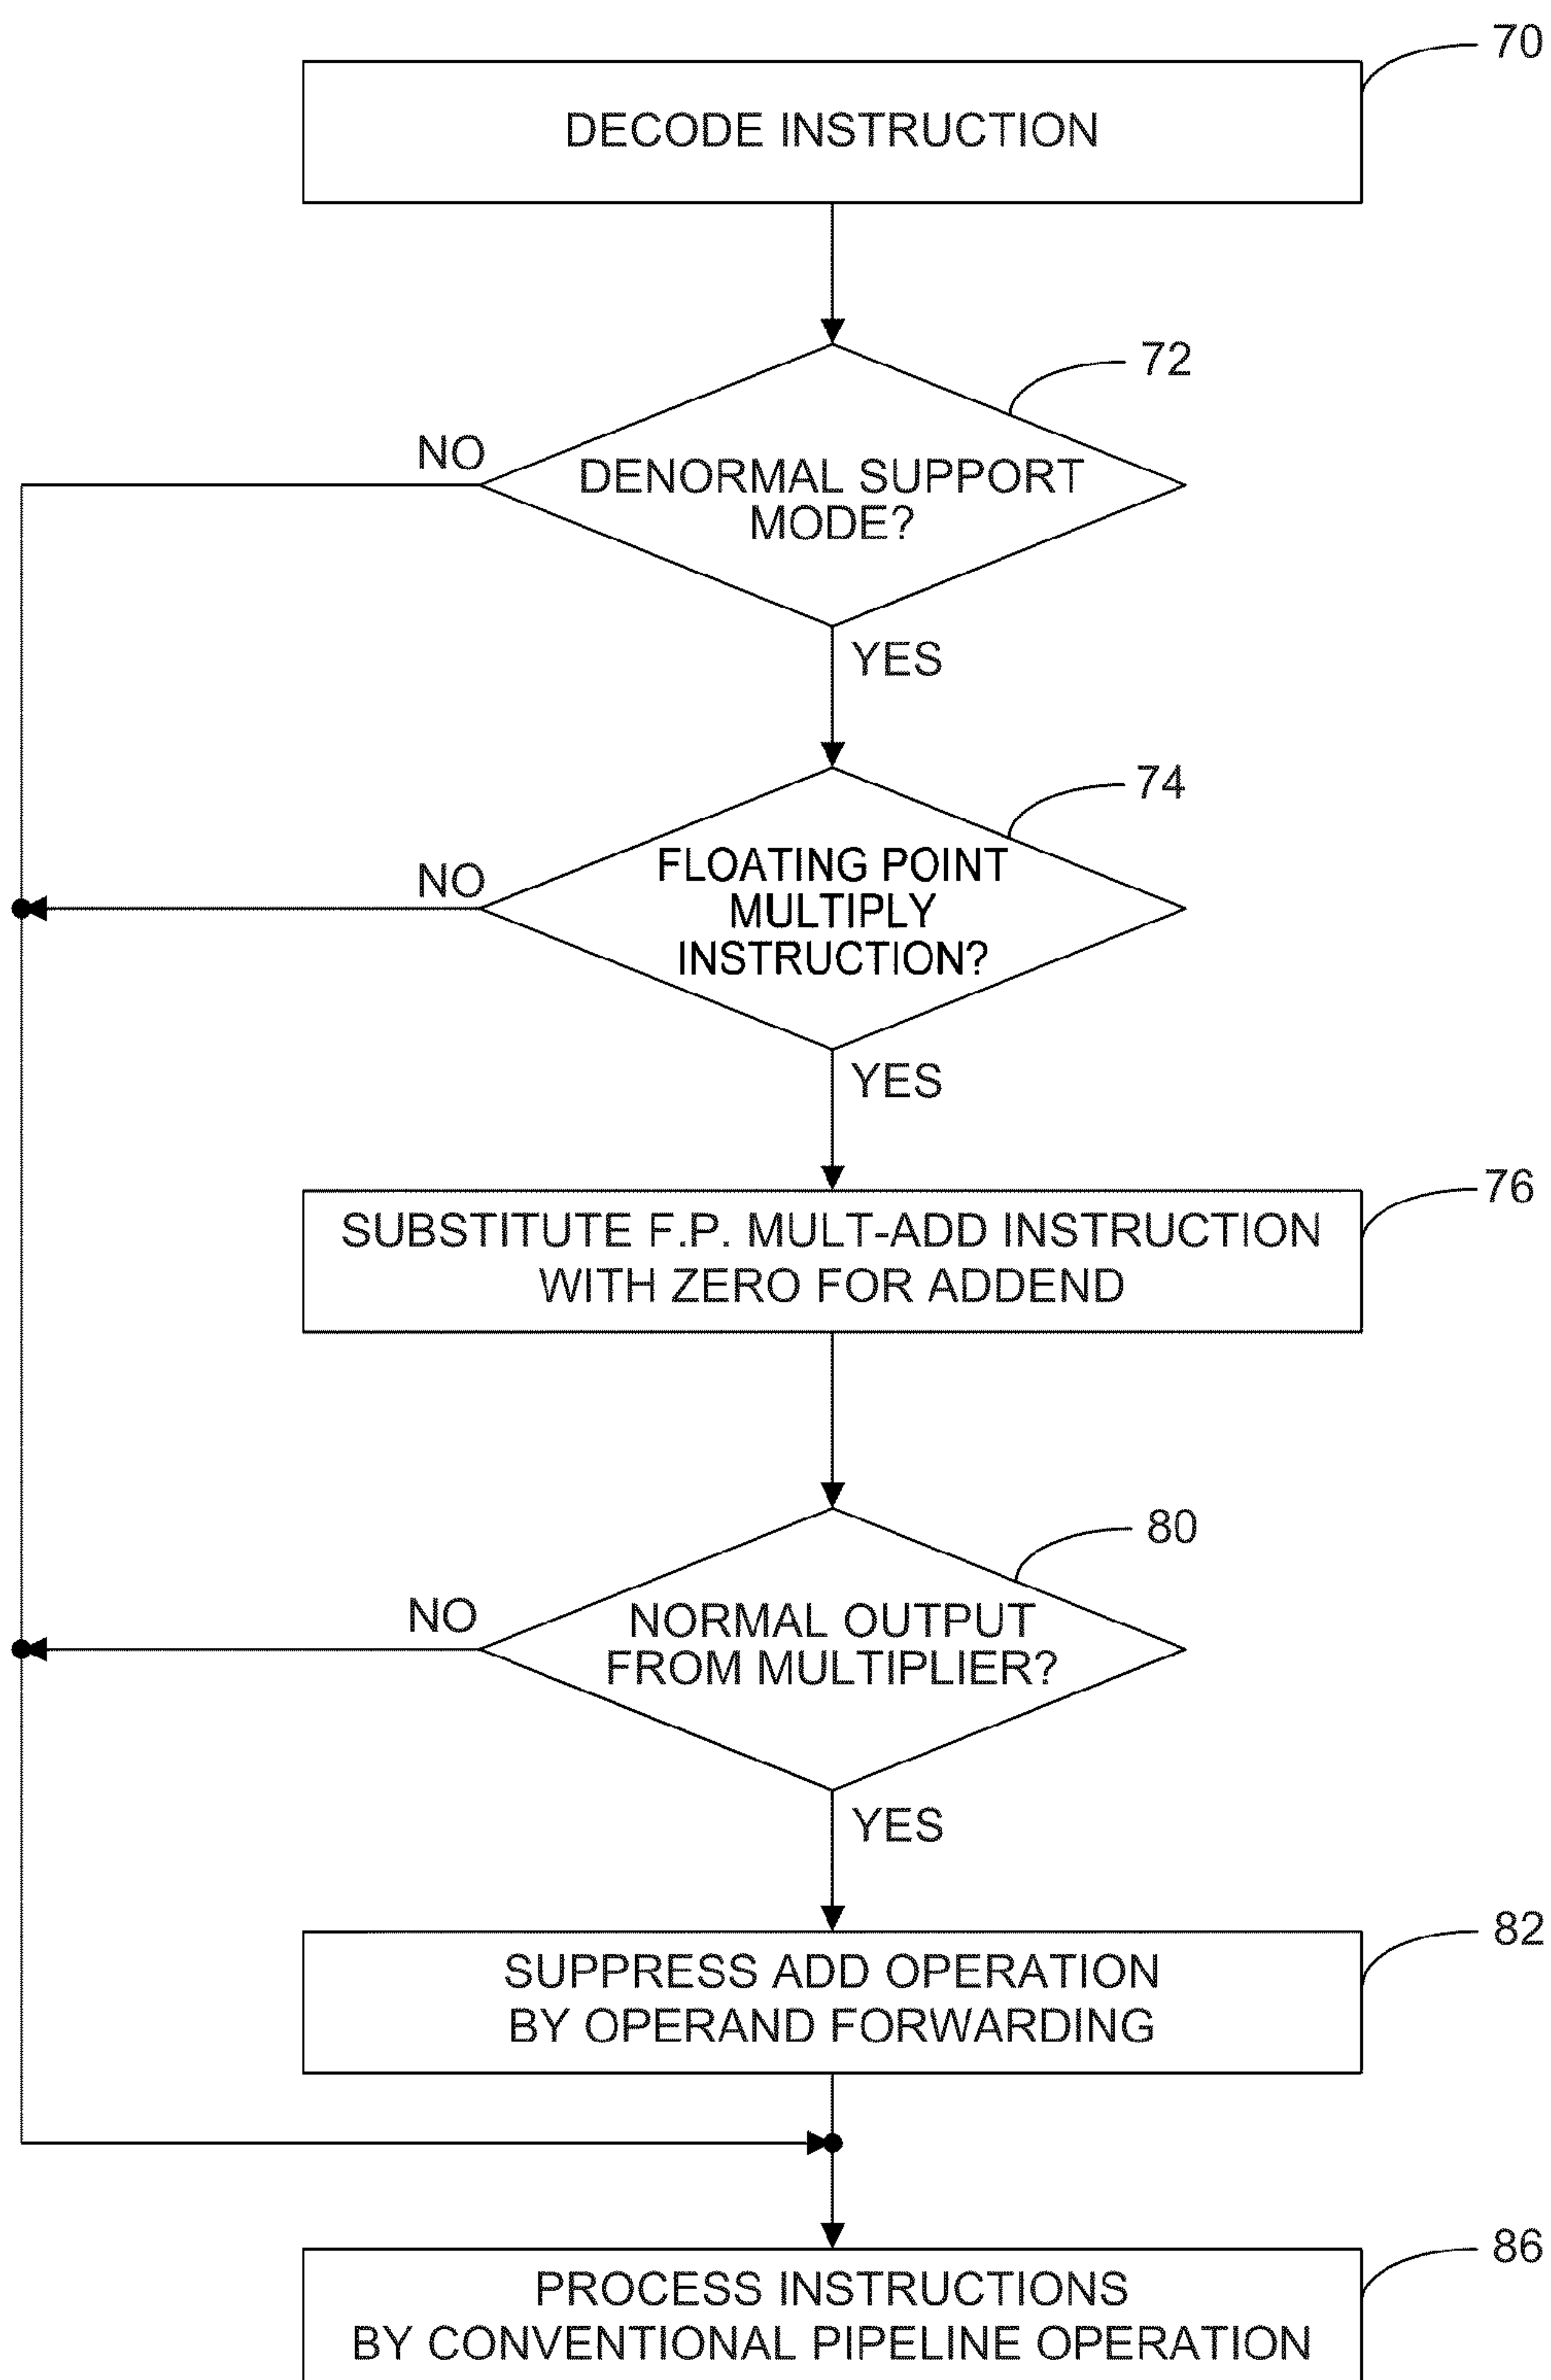 70
DECODE INSTRUCTION
72
NO
DENORMAL SUPPORT
MODE?
YES
74
NO
FLOATING POINT
MULTIPLY
INSTRUCTION?
YES
76
SUBSTITUTE F.P. MULT-ADD INSTRUCTION
WITH ZERO FOR ADDEND
80
NO
NORMAL OUTPUT
FROM MULTIPLIER?
YES
82
SUPPRESS ADD OPERATION
BY OPERAND FORWARDING
86
PROCESS INSTRUCTIONS
BY CONVENTIONAL PIPELINE OPERATION